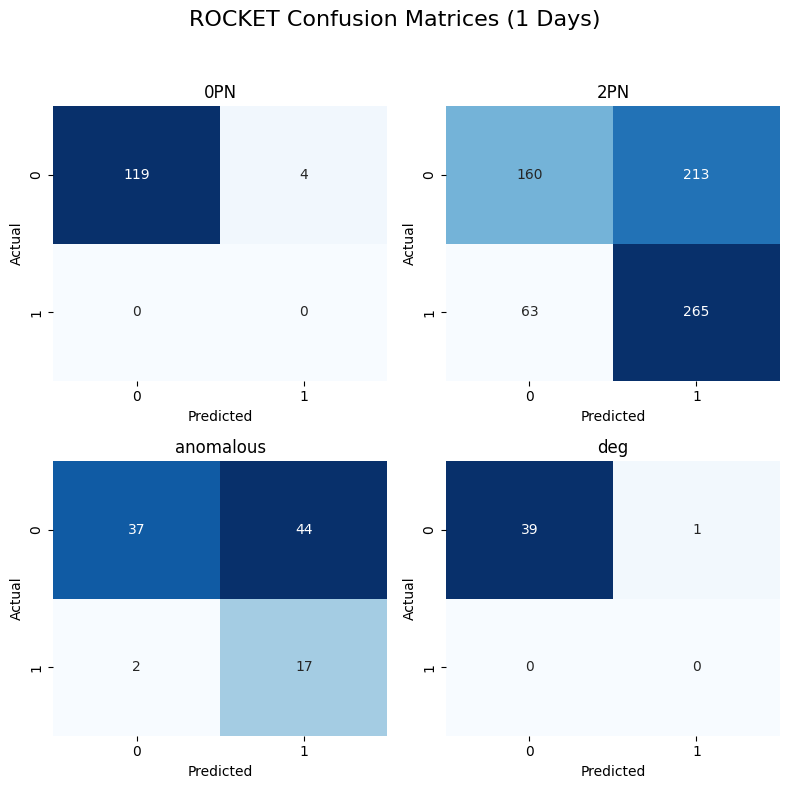 ROCKET Confusion Matrices (1 Days)
0PN
2PN
0
119
4
0
160
213
Actual
Actual
1
0
0
1
63
265
0
1
0
1
Predicted
Predicted
anomalous
deg
0
37
44
0
39
1
Actual
Actual
1
2
17
1
0
0
0
1
0
1
Predicted
Predicted